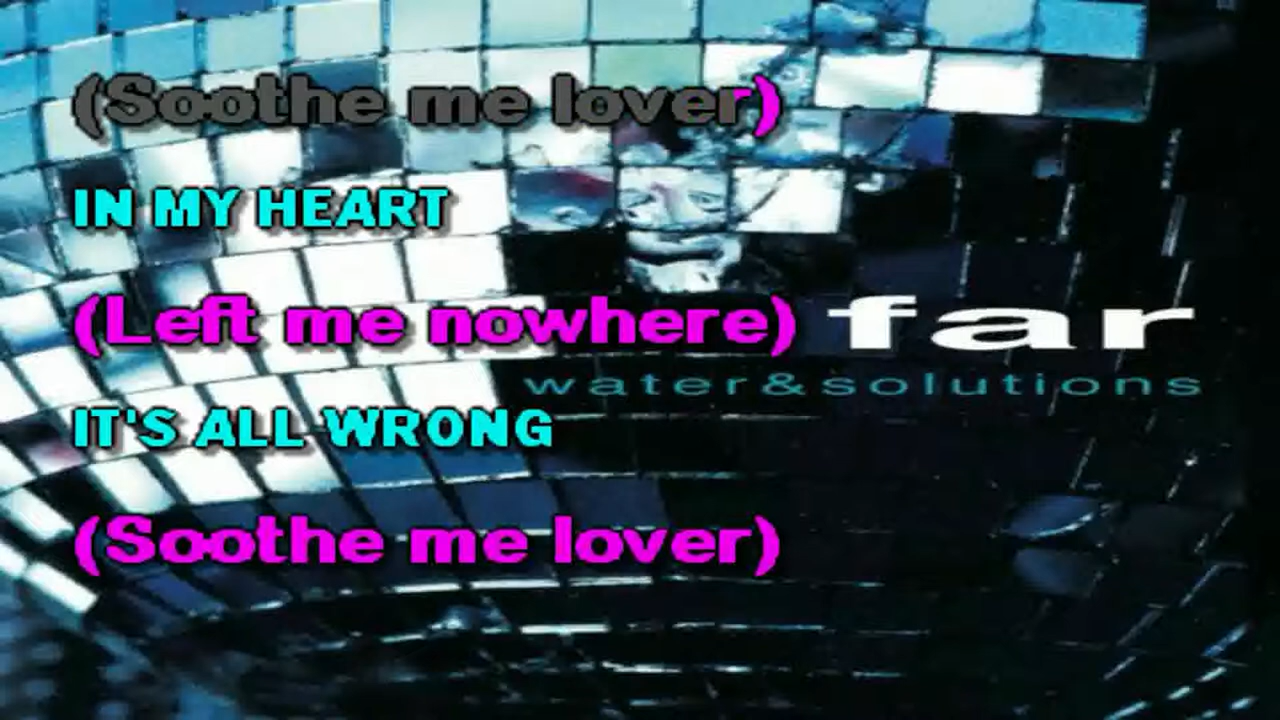 (Soothe me lover)
IN MY HEART
(Left me nowhere)
far
water&solutions
IT'S ALL WRONG
(Soothe me lover)